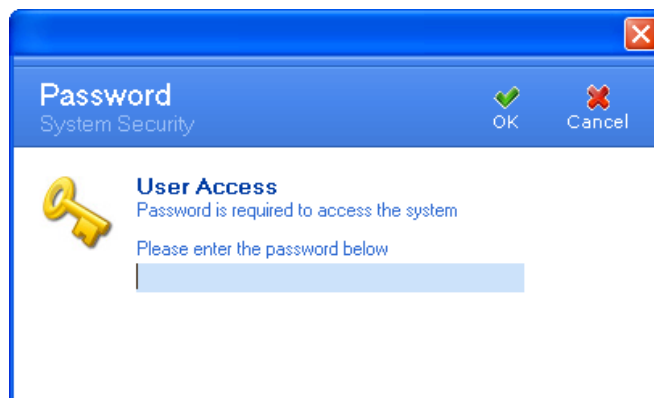 Password
System Security
OK
Cancel
User Access
Password is required to access the system
Please enter the password below